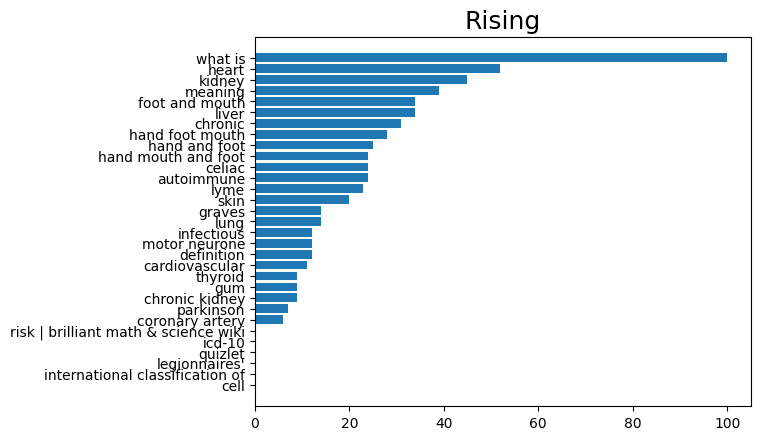 Rising
what is
heart
kidney
meaning
foot and mouth
liver
chronic
hand foot mouth
hand and foot
hand mouth and foot
celiac
autoimmune
lyme
skin
graves
lung
infectious
motor neurone
definition
cardiovascular
thyroid
gum
chronic kidney
parkinson
coronary artery
risk | brilliant math & science wiki
icd-10
quizlet
legionnaires'
international classification of
cell
0 20 40 60 80 100